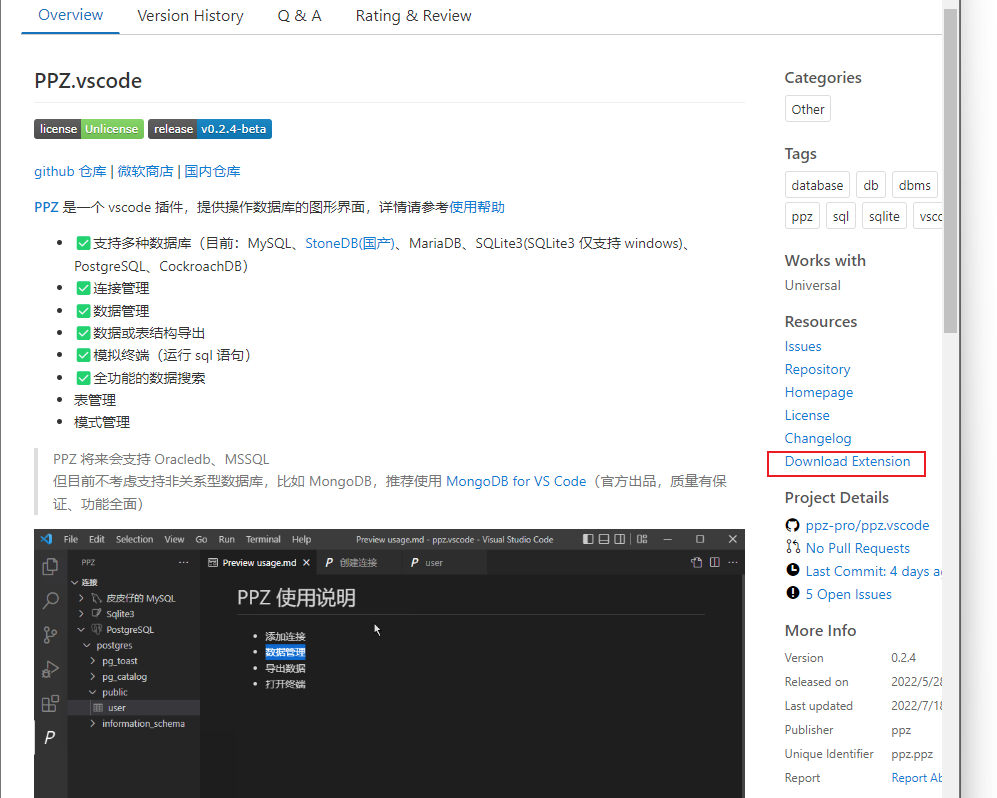 Overview Version History Q & A Rating & Review
PPZ.vscode
license Unlicense release v0.2.4-beta
github 仓库 | 微软商店 | 国内仓库
PPZ 是一个 vscode 插件，提供操作数据库的图形界面，详情请参考使用帮助
• ✅支持多种数据库（目前：MySQL、StoneDB(国产)、MariaDB、SQLite3(SQLite3 仅支持 windows)、
PostgreSQL、CockroachDB）
• ✅连接管理
• ✅数据管理
• ✅数据或表结构导出
• ✅模拟终端（运行 sql 语句）
• ✅全功能的数据搜索
• 表管理
• 模式管理
PPZ 将来会支持 Oracledb、MSSQL
但目前不考虑支持非关系型数据库，比如 MongoDB，推荐使用 MongoDB for VS Code（官方出品，质量有保
证、功能全面）
File Edit Selection View Go Run Terminal Help Preview usage.md - ppz.vscode - Visual Studio Code
PPZ ··· Preview usage.md × P 创建连接 P user ···
连接
皮皮仔的 MySQL
Sqlite3
PostgreSQL
postgres
pg_toast
pg_catalog
public
user
information_schema
P
PPZ 使用说明
• 添加连接
• 数据管理
• 导出数据
• 打开终端
Categories
Other
Tags
database db dbms
ppz sql sqlite vsco
Works with
Universal
Resources
Issues
Repository
Homepage
License
Changelog
Download Extension
Project Details
ppz-pro/ppz.vscode
No Pull Requests
Last Commit: 4 days a
5 Open Issues
More Info
Version 0.2.4
Released on 2022/5/28
Last updated 2022/7/18
Publisher ppz
Unique Identifier ppz.ppz
Report Report Ab